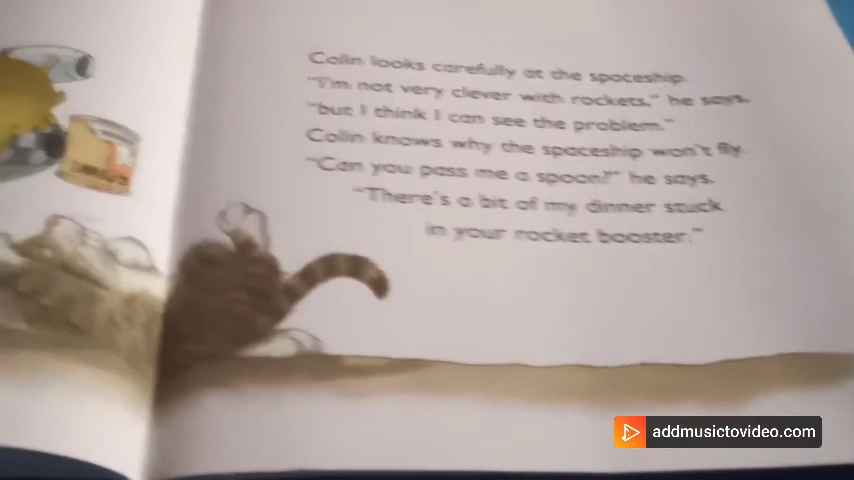 Colin looks carefully at the spaceship.
"I'm not very clever with rockets," he says,
"but I think I can see the problem."
Colin knows why the spaceship won't fly.
"Can you pass me a spoon?" he says.
"There's a bit of my dinner stuck
in your rocket booster."
addmusictovideo.com